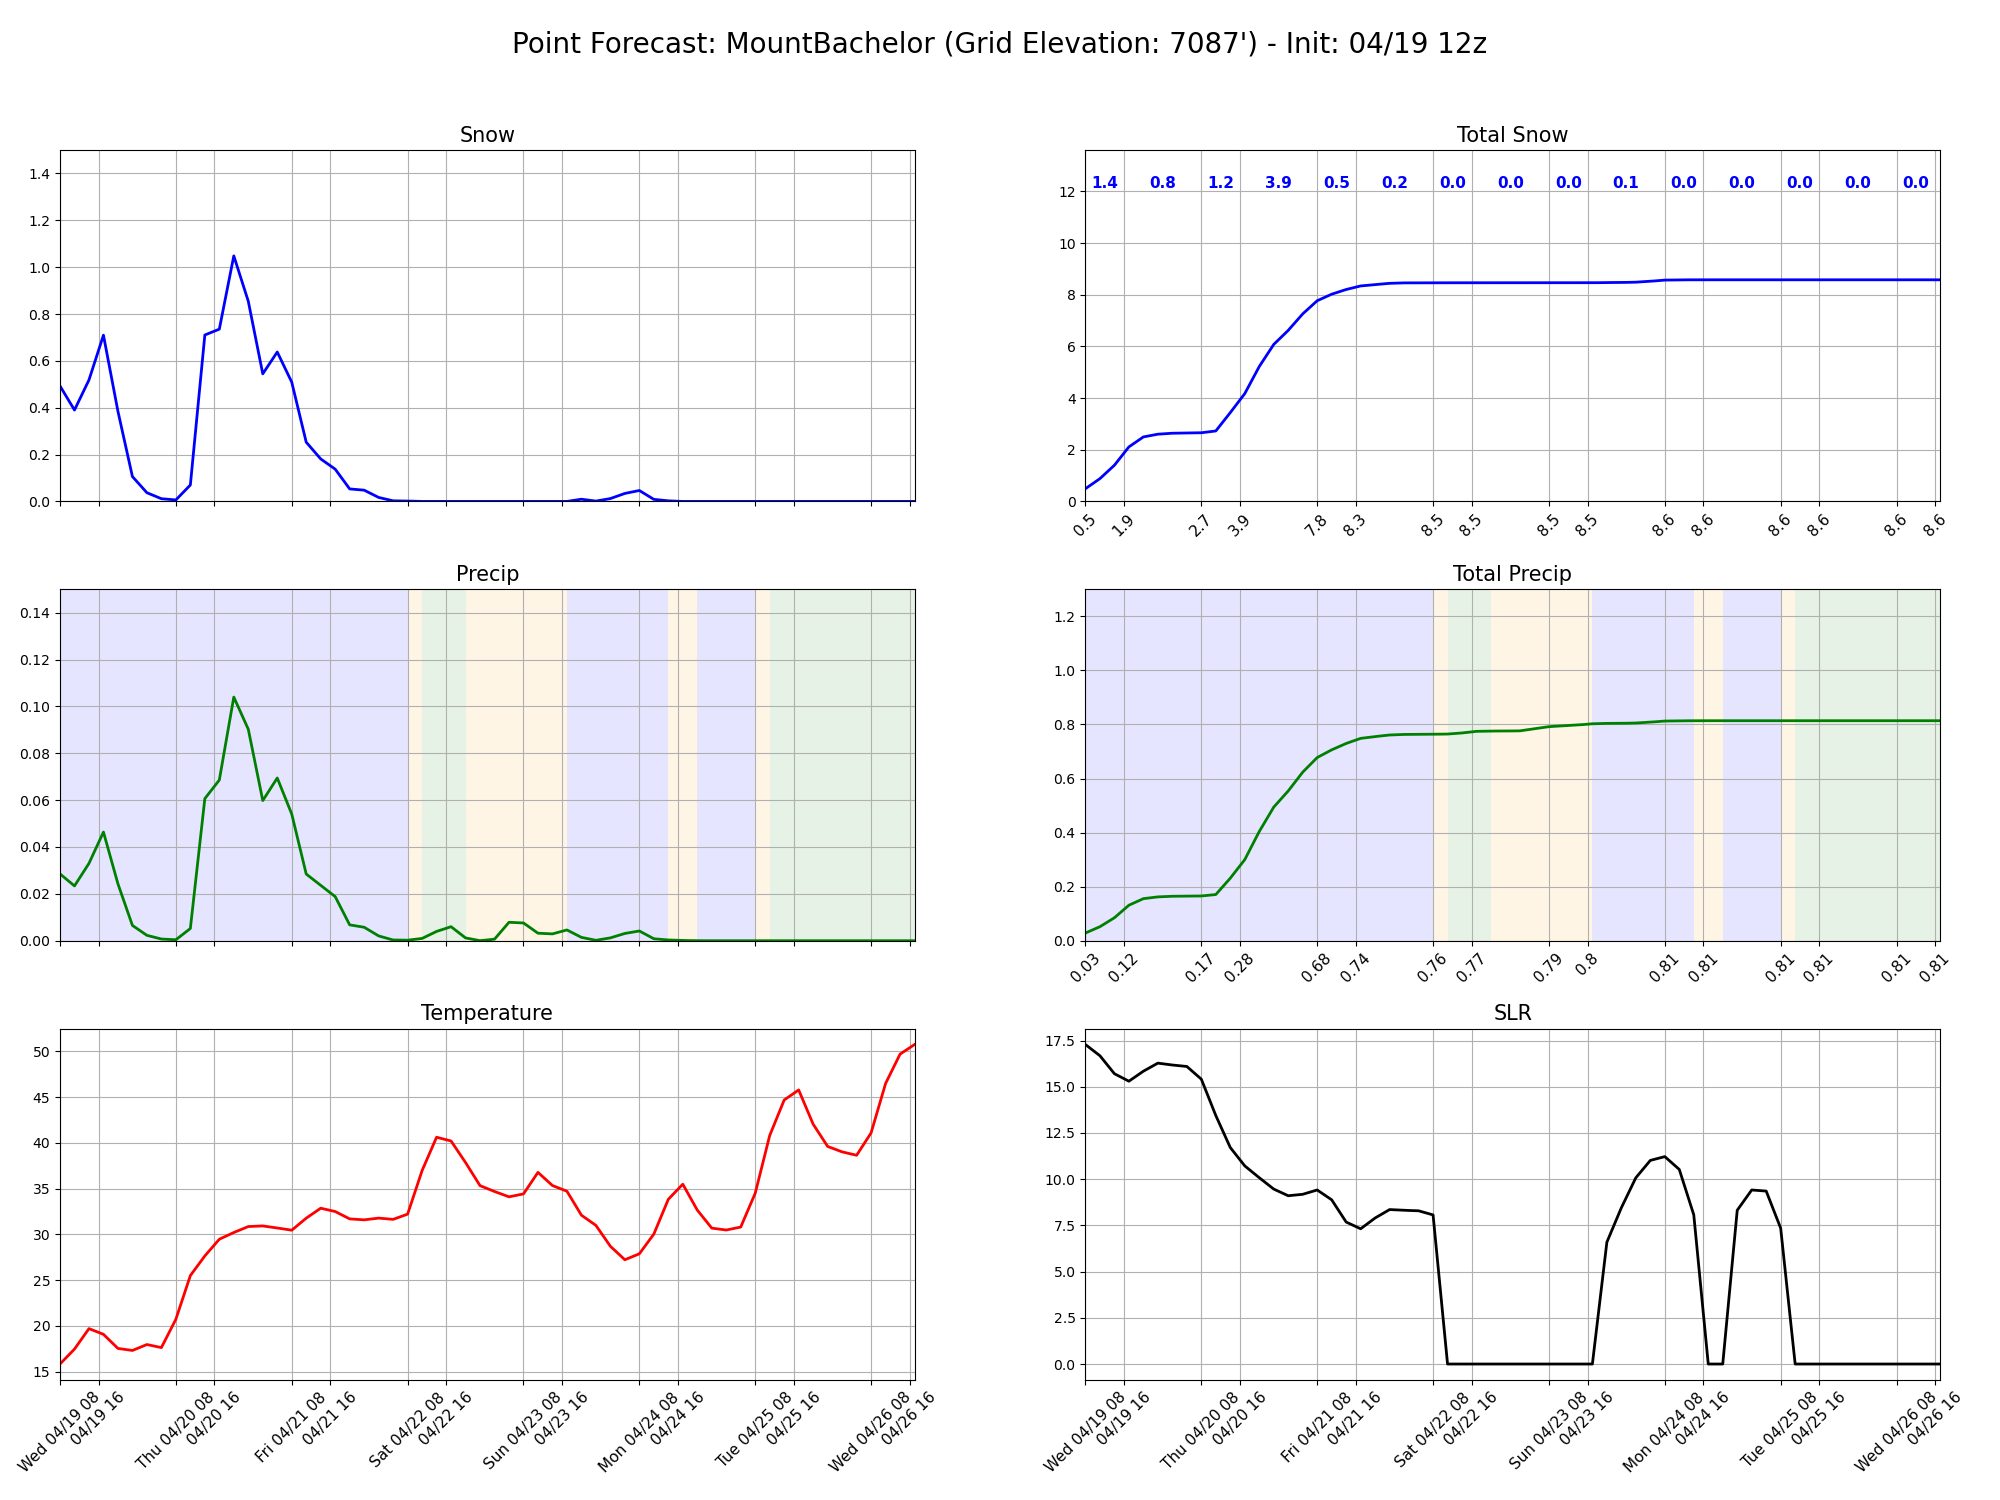 Point Forecast: MountBachelor (Grid Elevation: 7087') - Init: 04/19 12z
Snow
1.4
1.2
1.0
0.8
0.6
0.4
0.2
0.0
Total Snow
1.4 0.8 1.2 3.9 0.5 0.2 0.0 0.0 0.0 0.1 0.0 0.0 0.0 0.0 0.0
12
10
8
6
4
2
0
0.5 1.9 2.7 3.9 7.8 8.3 8.5 8.5 8.5 8.5 8.6 8.6 8.6 8.6 8.6 8.6
Precip
0.14
0.12
0.10
0.08
0.06
0.04
0.02
0.00
Total Precip
1.2
1.0
0.8
0.6
0.4
0.2
0.0
0.03 0.12 0.17 0.28 0.68 0.74 0.76 0.77 0.79 0.8 0.81 0.81 0.81 0.81 0.81 0.81
Temperature
50
45
40
35
30
25
20
15
Wed 04/19 08
04/19 16
Thu 04/20 08
04/20 16
Fri 04/21 08
04/21 16
Sat 04/22 08
04/22 16
Sun 04/23 08
04/23 16
Mon 04/24 08
04/24 16
Tue 04/25 08
04/25 16
Wed 04/26 08
04/26 16
SLR
17.5
15.0
12.5
10.0
7.5
5.0
2.5
0.0
Wed 04/19 08
04/19 16
Thu 04/20 08
04/20 16
Fri 04/21 08
04/21 16
Sat 04/22 08
04/22 16
Sun 04/23 08
04/23 16
Mon 04/24 08
04/24 16
Tue 04/25 08
04/25 16
Wed 04/26 08
04/26 16